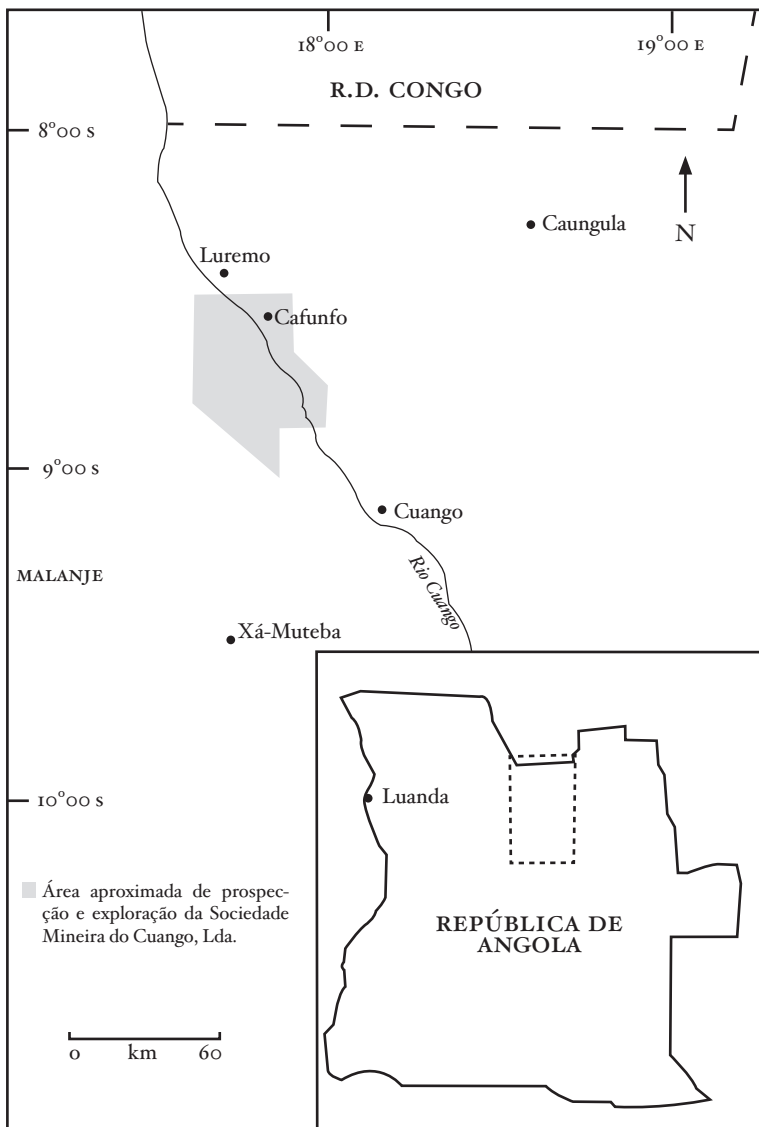 18°00 E
19°00 E
R.D. CONGO
8°00 S
N
Caungula
Luremo
Cafunfo
9°00 S
Cuango
MALANJE
Rio Cuango
Xá-Muteba
10°00 S
Luanda
Área aproximada de prospec-
ção e exploração da Sociedade
Mineira do Cuango, Lda.
REPÚBLICA DE
ANGOLA
0 km 60